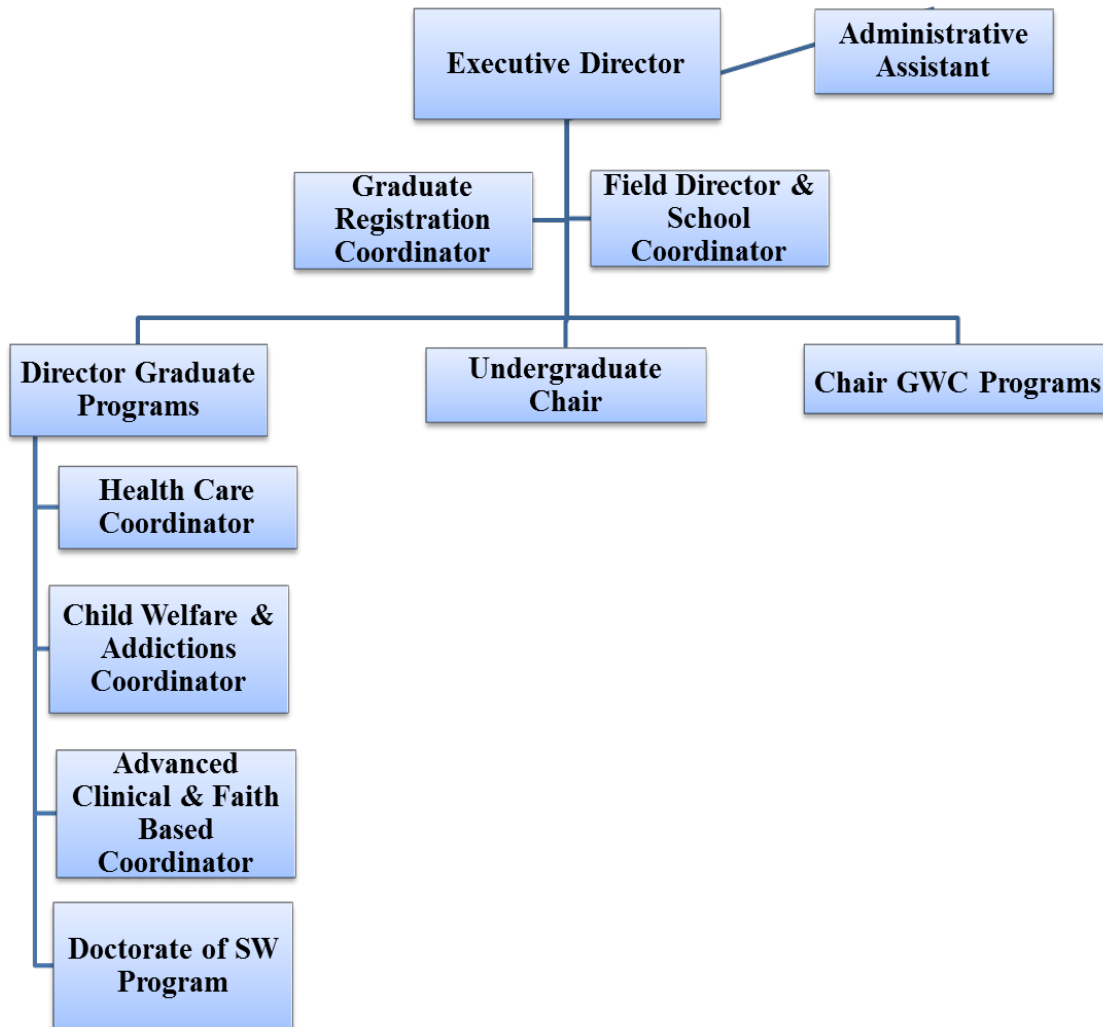 Executive Director
Administrative
Assistant
Graduate
Registration
Coordinator
Field Director &
School
Coordinator
Director Graduate
Programs
Undergraduate
Chair
Chair GWC Programs
Health Care
Coordinator
Child Welfare &
Addictions
Coordinator
Advanced
Clinical & Faith
Based
Coordinator
Doctorate of SW
Program